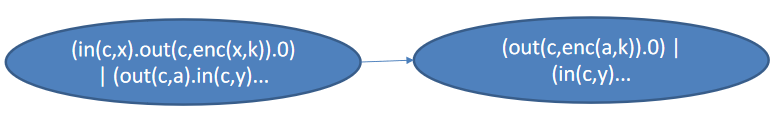 (in(c,x).out(c,enc(x,k)).0)
| (out(c,a).in(c,y)...
(out(c,enc(a,k)).0) |
(in(c,y)...